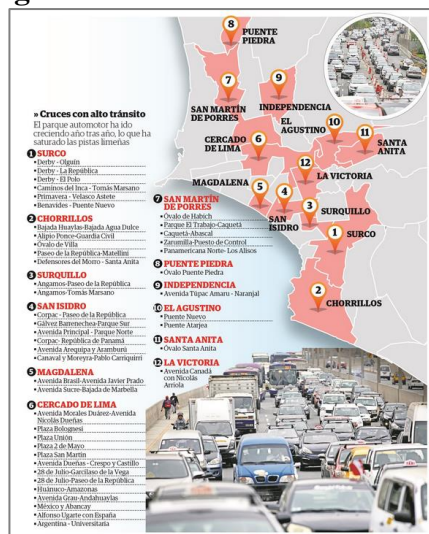 » Cruces con alto tránsito
El parque automotor ha ido
creciendo año tras año, lo que ha
saturado las pistas limeñas
1 SURCO
• Derby - Olguín
• Derby - La República
• Derby - El Polo
• Caminos del Inca - Tomás Marsano
• Primavera - Velasco Astete
• Benavides - Puente Nuevo
2 CHORRILLOS
• Bajada Huaylas-Bajada Agua Dulce
• Alipio Ponce-Guardia Civil
• Óvalo de Villa
• Paseo de la República-Matellini
• Defensores del Morro - Santa Anita
3 SURQUILLO
• Angamos-Paseo de la República
• Angamos-Tomás Marsano
4 SAN ISIDRO
• Corpac - Paseo de la República
• Gálvez Barrenechea-Parque Sur
• Avenida Principal - Parque Norte
• Corpac- República de Panamá
• Avenida Arequipa y Aramburú
• Canaval y Moreyra-Pablo Carriquirri
5 MAGDALENA
• Avenida Brasil-Avenida Javier Prado
• Avenida Sucre-Bajada de Marbella
6 CERCADO DE LIMA
• Avenida Morales Duárez-Avenida
Nicolás Dueñas
• Plaza Bolognesi
• Plaza Unión
• Plaza 2 de Mayo
• Plaza San Martín
• Avenida Dueñas - Crespo y Castillo
• 28 de Julio-Garcilaso de la Vega
• 28 de Julio-Paseo de la República
• Huánuco-Amazonas
• Avenida Grau-Andahuaylas
• México y Abancay
• Alfonso Ugarte con España
• Argentina - Universitaria
7 SAN MARTÍN
DE PORRES
• Óvalo de Habich
• Parque El Trabajo-Caquetá
• Caquetá-Abascal
• Zarumilla-Puesto de Control
• Panamericana Norte- Los Alisos
8 PUENTE PIEDRA
• Óvalo Puente Piedra
9 INDEPENDENCIA
• Avenida Túpac Amaru - Naranjal
10 EL AGUSTINO
• Puente Nuevo
• Puente Atarjea
11 SANTA ANITA
• Óvalo Santa Anita
12 LA VICTORIA
• Avenida Canadá
con Nicolás
Arriola
8
PUENTE
PIEDRA
7
SAN MARTÍN
DE PORRES
9
INDEPENDENCIA
EL
AGUSTINO
10
11
SANTA
ANITA
CERCADO
DE LIMA
6
12
LA VICTORIA
MAGDALENA
5
4
SAN
ISIDRO
3
SURQUILLO
1
SURCO
2
CHORRILLOS